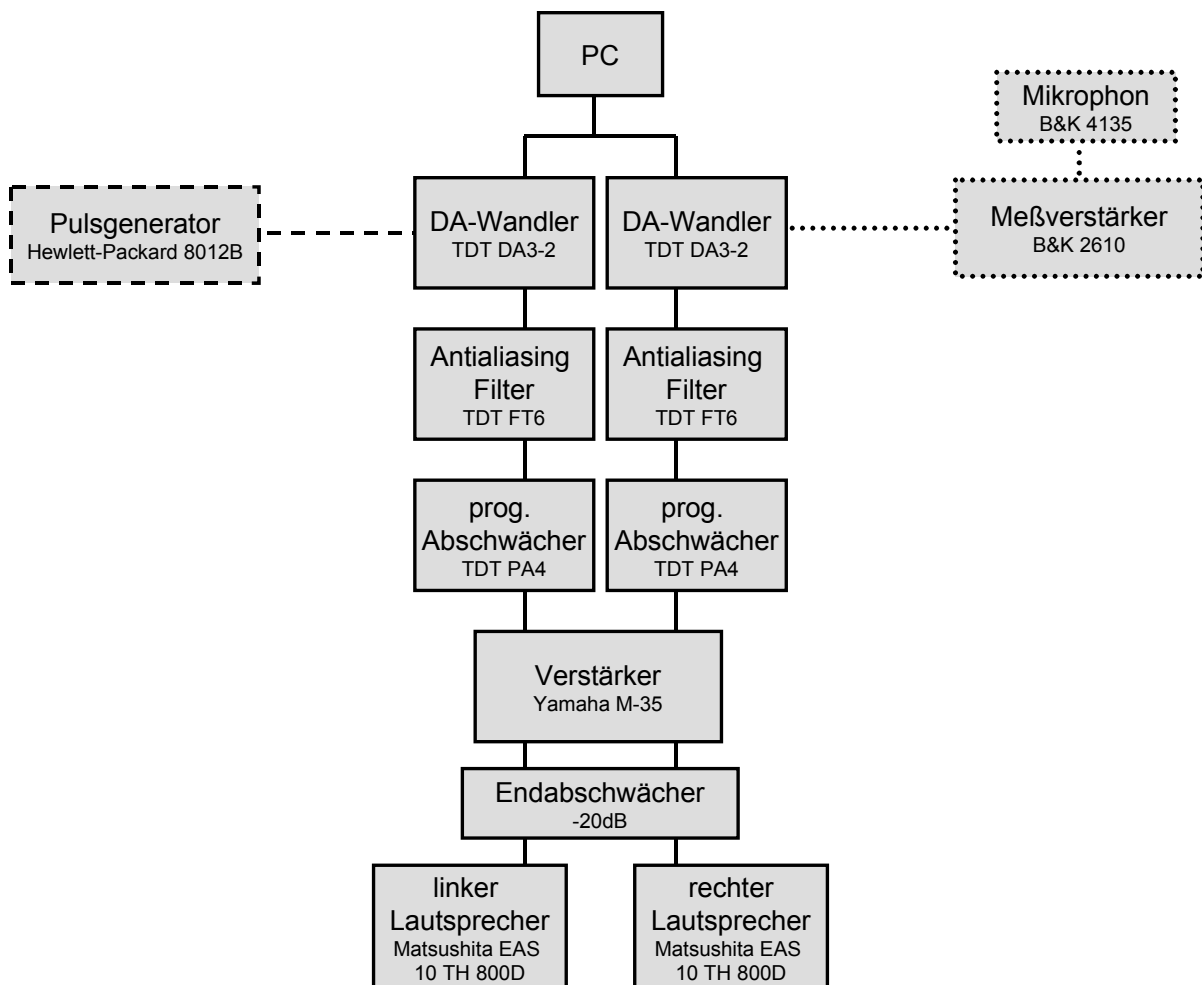 PC
Mikrophon
B&K 4135
Pulsgenerator
Hewlett-Packard 8012B
DA-Wandler
TDT DA3-2
DA-Wandler
TDT DA3-2
Meßverstärker
B&K 2610
Antialiasing
Filter
TDT FT6
Antialiasing
Filter
TDT FT6
prog.
Abschwächer
TDT PA4
prog.
Abschwächer
TDT PA4
Verstärker
Yamaha M-35
Endabschwächer
-20dB
linker
Lautsprecher
Matsushita EAS
10 TH 800D
rechter
Lautsprecher
Matsushita EAS
10 TH 800D